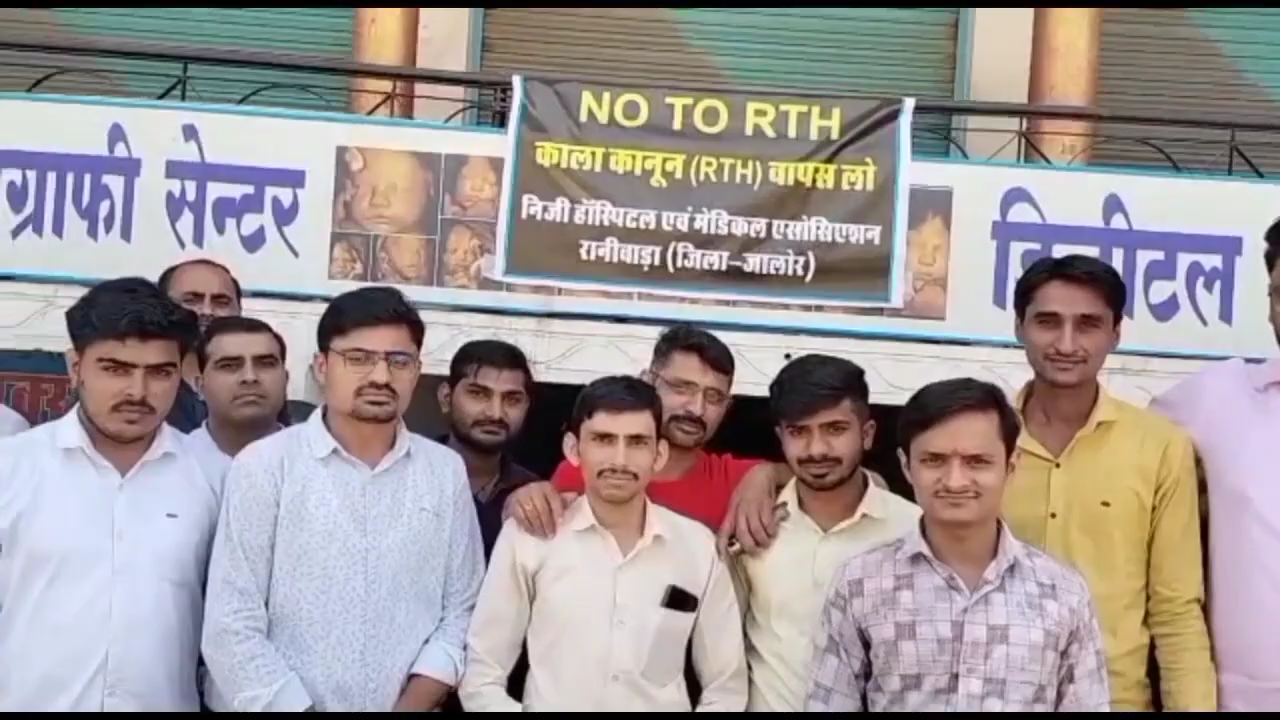 NO TO RTH
काला कानून (RTH) वापस लो
निजी हॉस्पिटल एवं मेडिकल एसोसिएशन
रानीवाड़ा (जिला-जालोर)
ग्राफी सेन्टर
डिजीटल